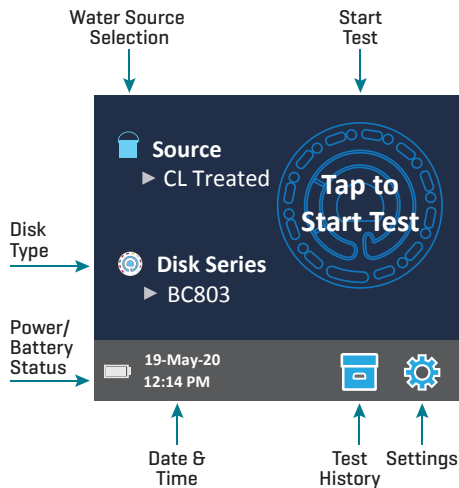 Water Source
Selection
Start
Test
Source
CL Treated
Tap to
Start Test
Disk
Type
Disk Series
BC803
Power/
Battery
Status
19-May-20
12:14 PM
Date &
Time
Test
History
Settings